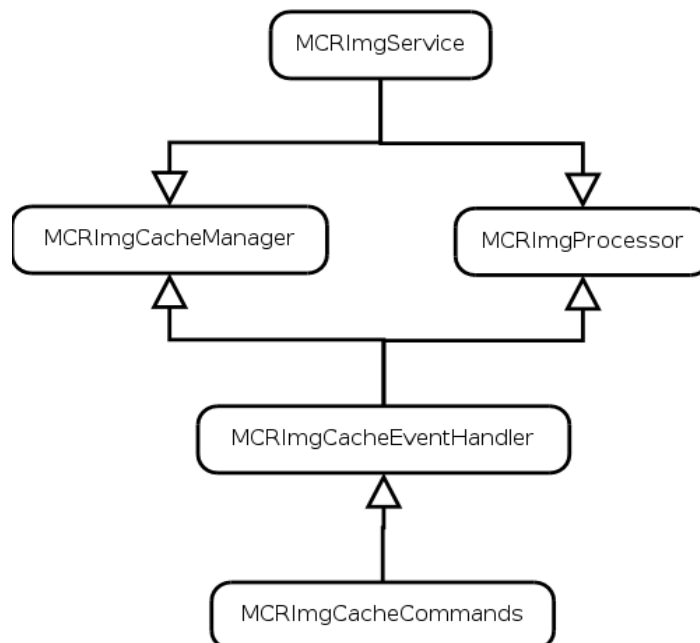 MCRImgService
MCRImgCacheManager
MCRImgProcessor
MCRImgCacheEventHandler
MCRImgCacheCommands